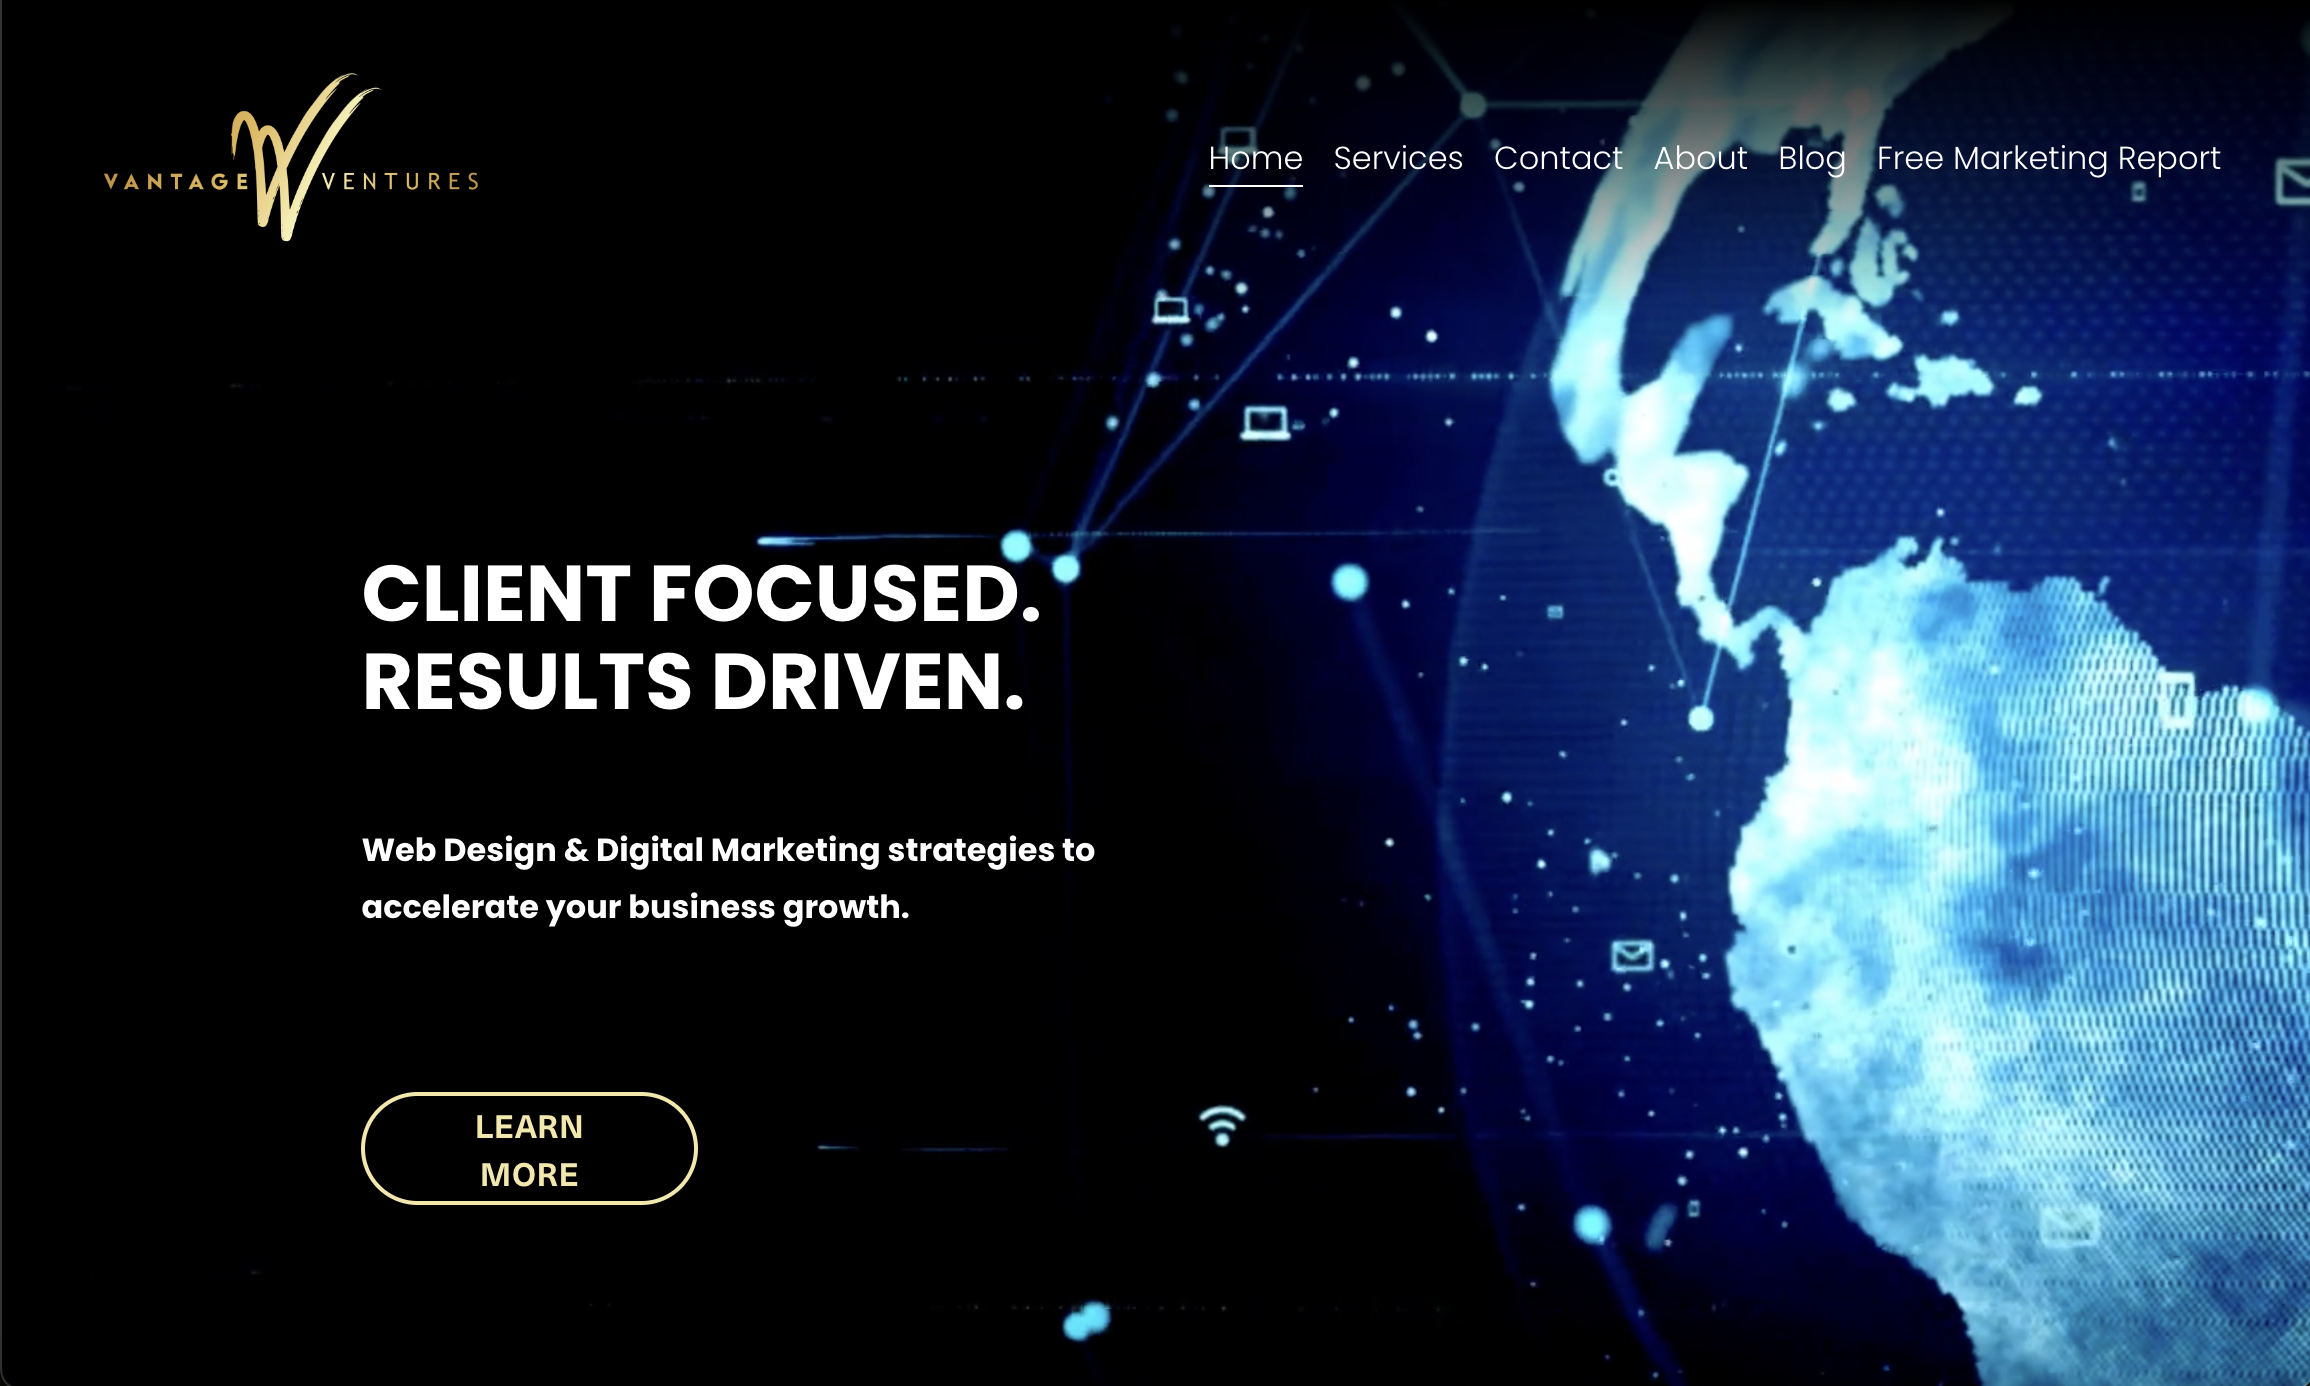 VANTAGE VENTURES
Home Services Contact About Blog Free Marketing Report
CLIENT FOCUSED.
RESULTS DRIVEN.
Web Design & Digital Marketing strategies to
accelerate your business growth.
LEARN
MORE